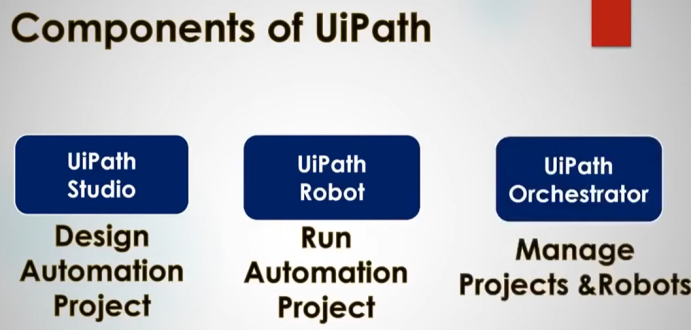 Components of UiPath
UiPath
Studio
Design
Automation
Project
UiPath
Robot
Run
Automation
Project
UiPath
Orchestrator
Manage
Projects &Robots